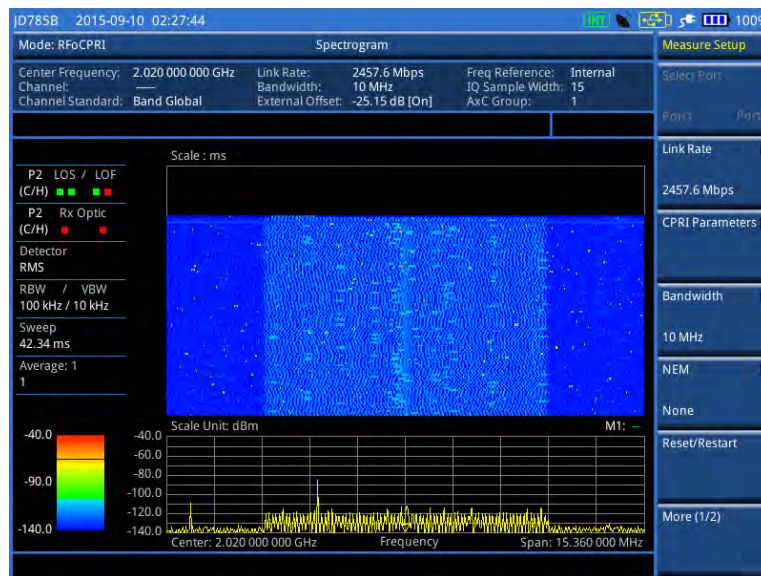 JD785B 2015-09-10 02:27:44 INT 100%
Mode: RFoCPRI Spectrogram Measure Setup
Center Frequency: 2.020 000 000 GHz Link Rate: 2457.6 Mbps Freq Reference: Internal
Channel: ---- Bandwidth: 10 MHz IQ Sample Width: 15
Channel Standard: Band Global External Offset: -25.15 dB [On] AxC Group: 1
Select Port
Port1 Port
Scale : ms
Link Rate
2457.6 Mbps
P2 LOS / LOF
(C/H)
P2 Rx Optic
(C/H)
CPRI Parameters
Detector
RMS
RBW / VBW
100 kHz / 10 kHz
Bandwidth
10 MHz
Sweep
42.34 ms
Average: 1
1
NEM
None
Scale Unit: dBm M1: --
-40.0
-90.0
-140.0
-40.0
-60.0
-80.0
-100.0
-120.0
-140.0
Reset/Restart
More (1/2)
Center: 2.020 000 000 GHz Frequency Span: 15.360 000 MHz